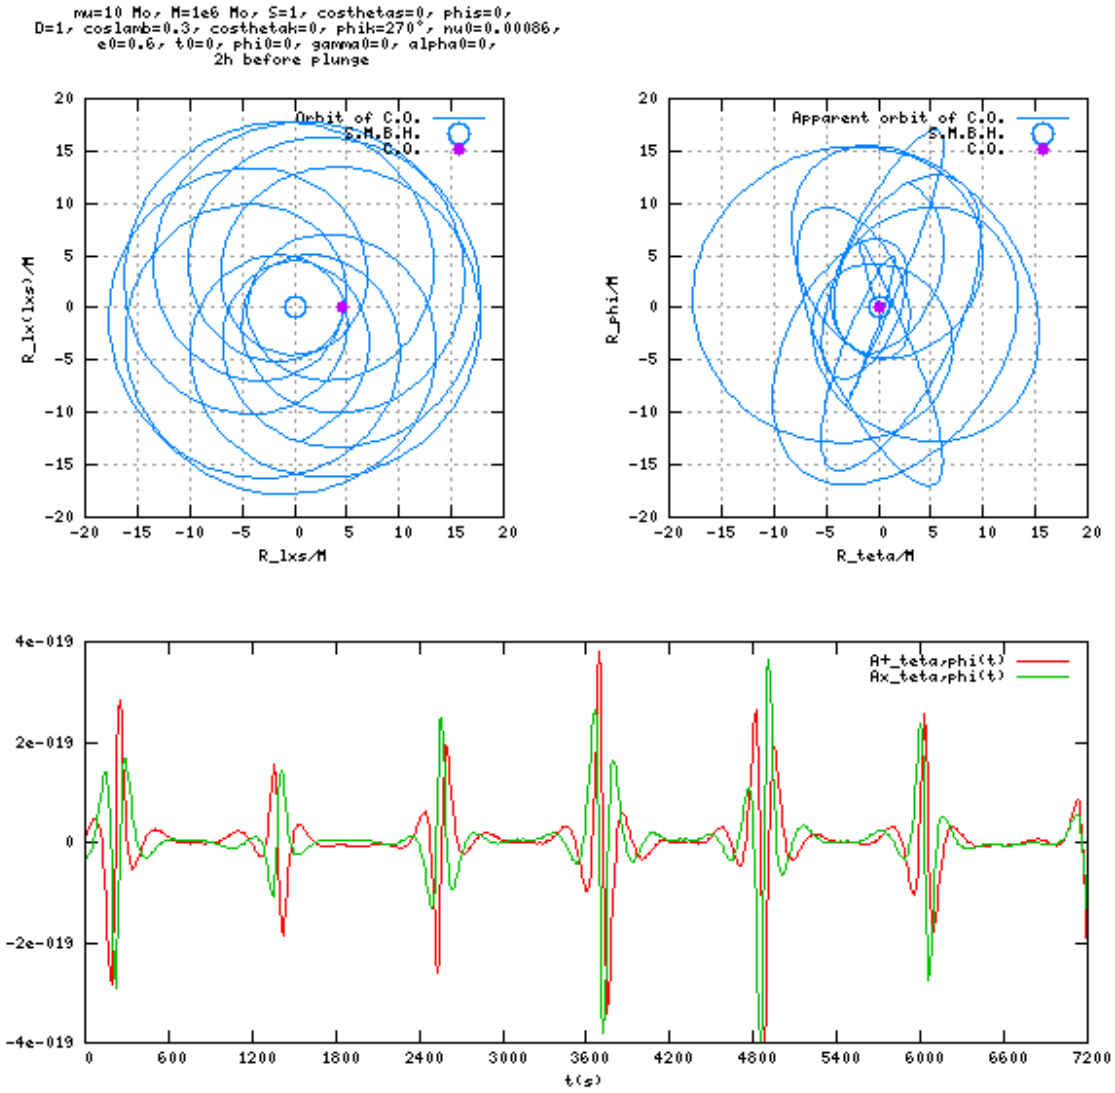 mu=10 Mo, M=1e6 Mo, S=1, costhetas=0, phis=0,
D=1, coslamb=0.3, costhetak=0, phik=270°, nu0=0.00086,
e0=0.6, t0=0, phi0=0, gamma0=0, alpha0=0,
2h before plunge
20
15
10
5
0
-5
-10
-15
-20
R_lx(lxs)/M
Orbit of C.O.
S.M.B.H.
C.O.
-20 -15 -10 -5 0 5 10 15 20
R_lxs/M
20
15
10
5
0
-5
-10
-15
-20
R_phi/M
Apparent orbit of C.O.
S.M.B.H.
C.O.
-20 -15 -10 -5 0 5 10 15 20
R_teta/M
4e-019
2e-019
0
-2e-019
-4e-019
A+_teta,phi(t)
Ax_teta,phi(t)
0 600 1200 1800 2400 3000 3600 4200 4800 5400 6000 6600 7200
t(s)